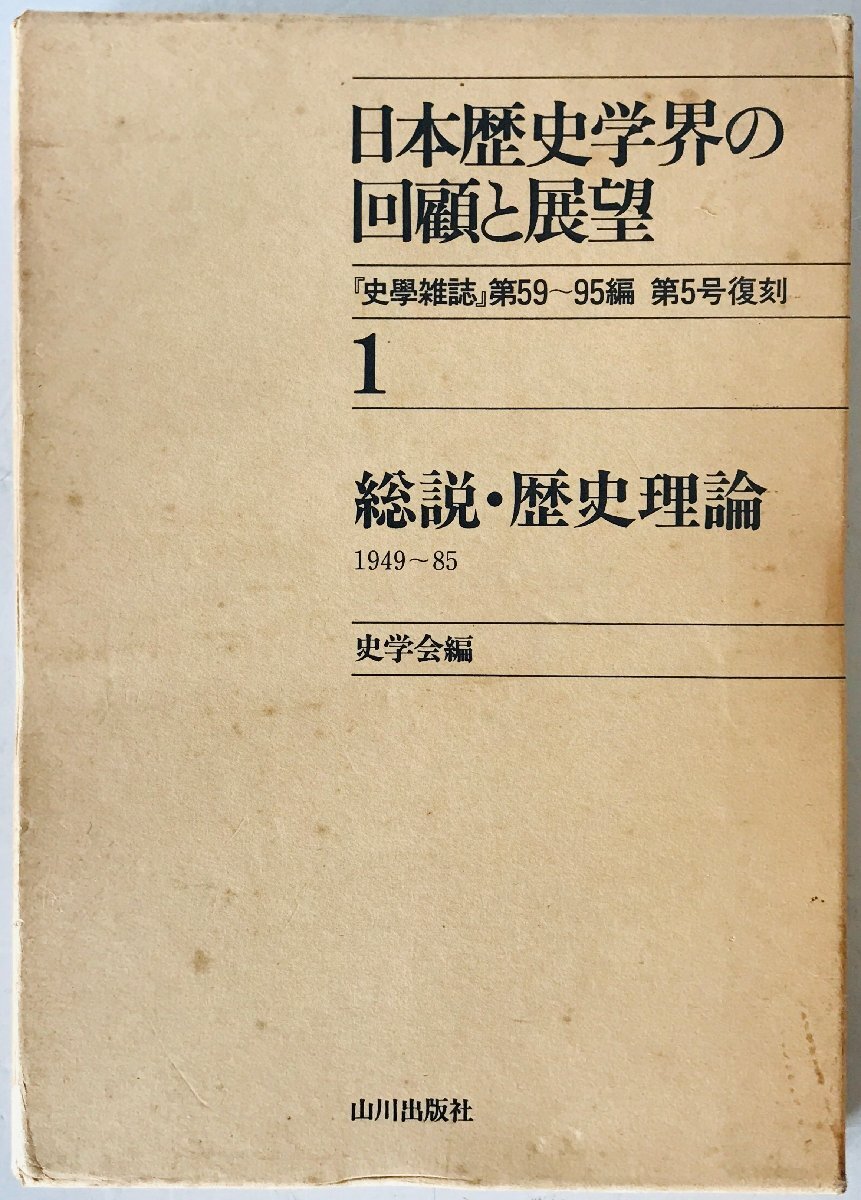 日本歴史学界の
回顧と展望
『史學雑誌』第59〜95編 第5号復刻
1
総説・歴史理論
1949〜85
史学会編
山川出版社